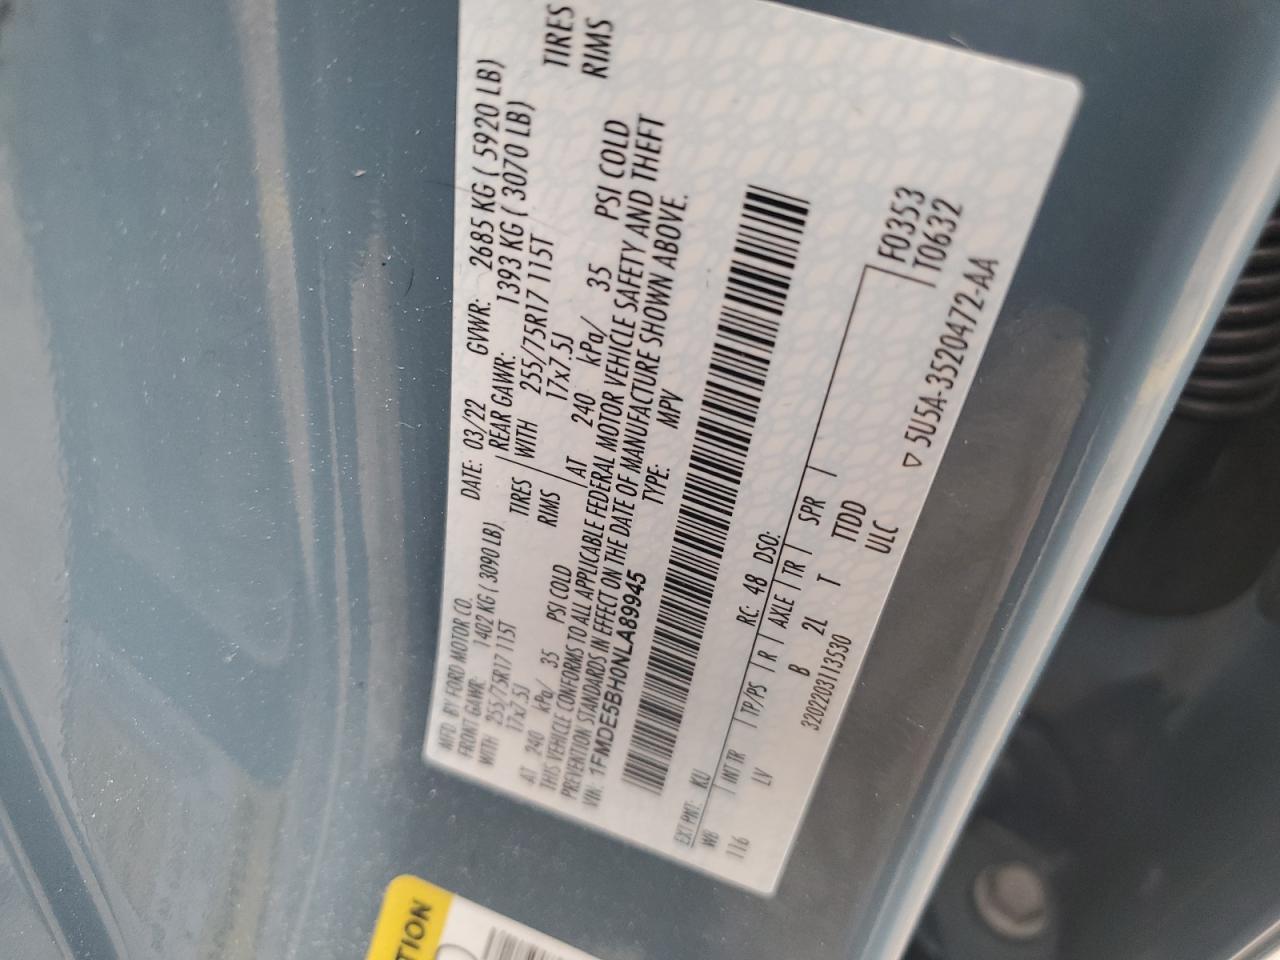 MFD. BY FORD MOTOR CO.
DATE: 03/22 GVWR: 2685 KG ( 5920 LB)
FRONT GAWR: 1402 KG ( 3090 LB) REAR GAWR: 1393 KG ( 3070 LB)
WITH 255/75R17 115T TIRES WITH 255/75R17 115T TIRES
17x7.5J RIMS 17x7.5J RIMS
AT 240 kPa/ 35 PSI COLD AT 240 kPa/ 35 PSI COLD
THIS VEHICLE CONFORMS TO ALL APPLICABLE FEDERAL MOTOR VEHICLE SAFETY AND THEFT
PREVENTION STANDARDS IN EFFECT ON THE DATE OF MANUFACTURE SHOWN ABOVE.
VIN: 1FMDE5BH0NLA89945 TYPE: MPV
EXT PNT: KU RC: 48 DSO:
WB INT TR TP/PS R AXLE TR SPR
116 LV B 2L T TTDD
3202203113530 ULC
F0353
T0632
▽ 5U5A-3520472-AA
TION